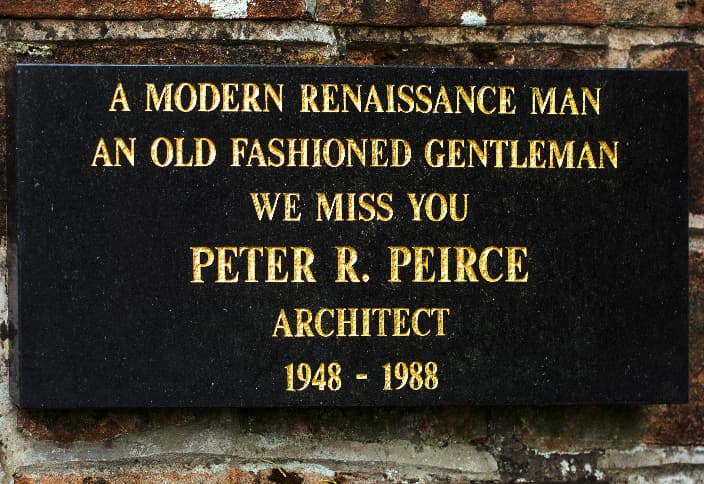 A MODERN RENAISSANCE MAN
AN OLD FASHIONED GENTLEMAN
WE MISS YOU
PETER R. PEIRCE
ARCHITECT
1948 - 1988